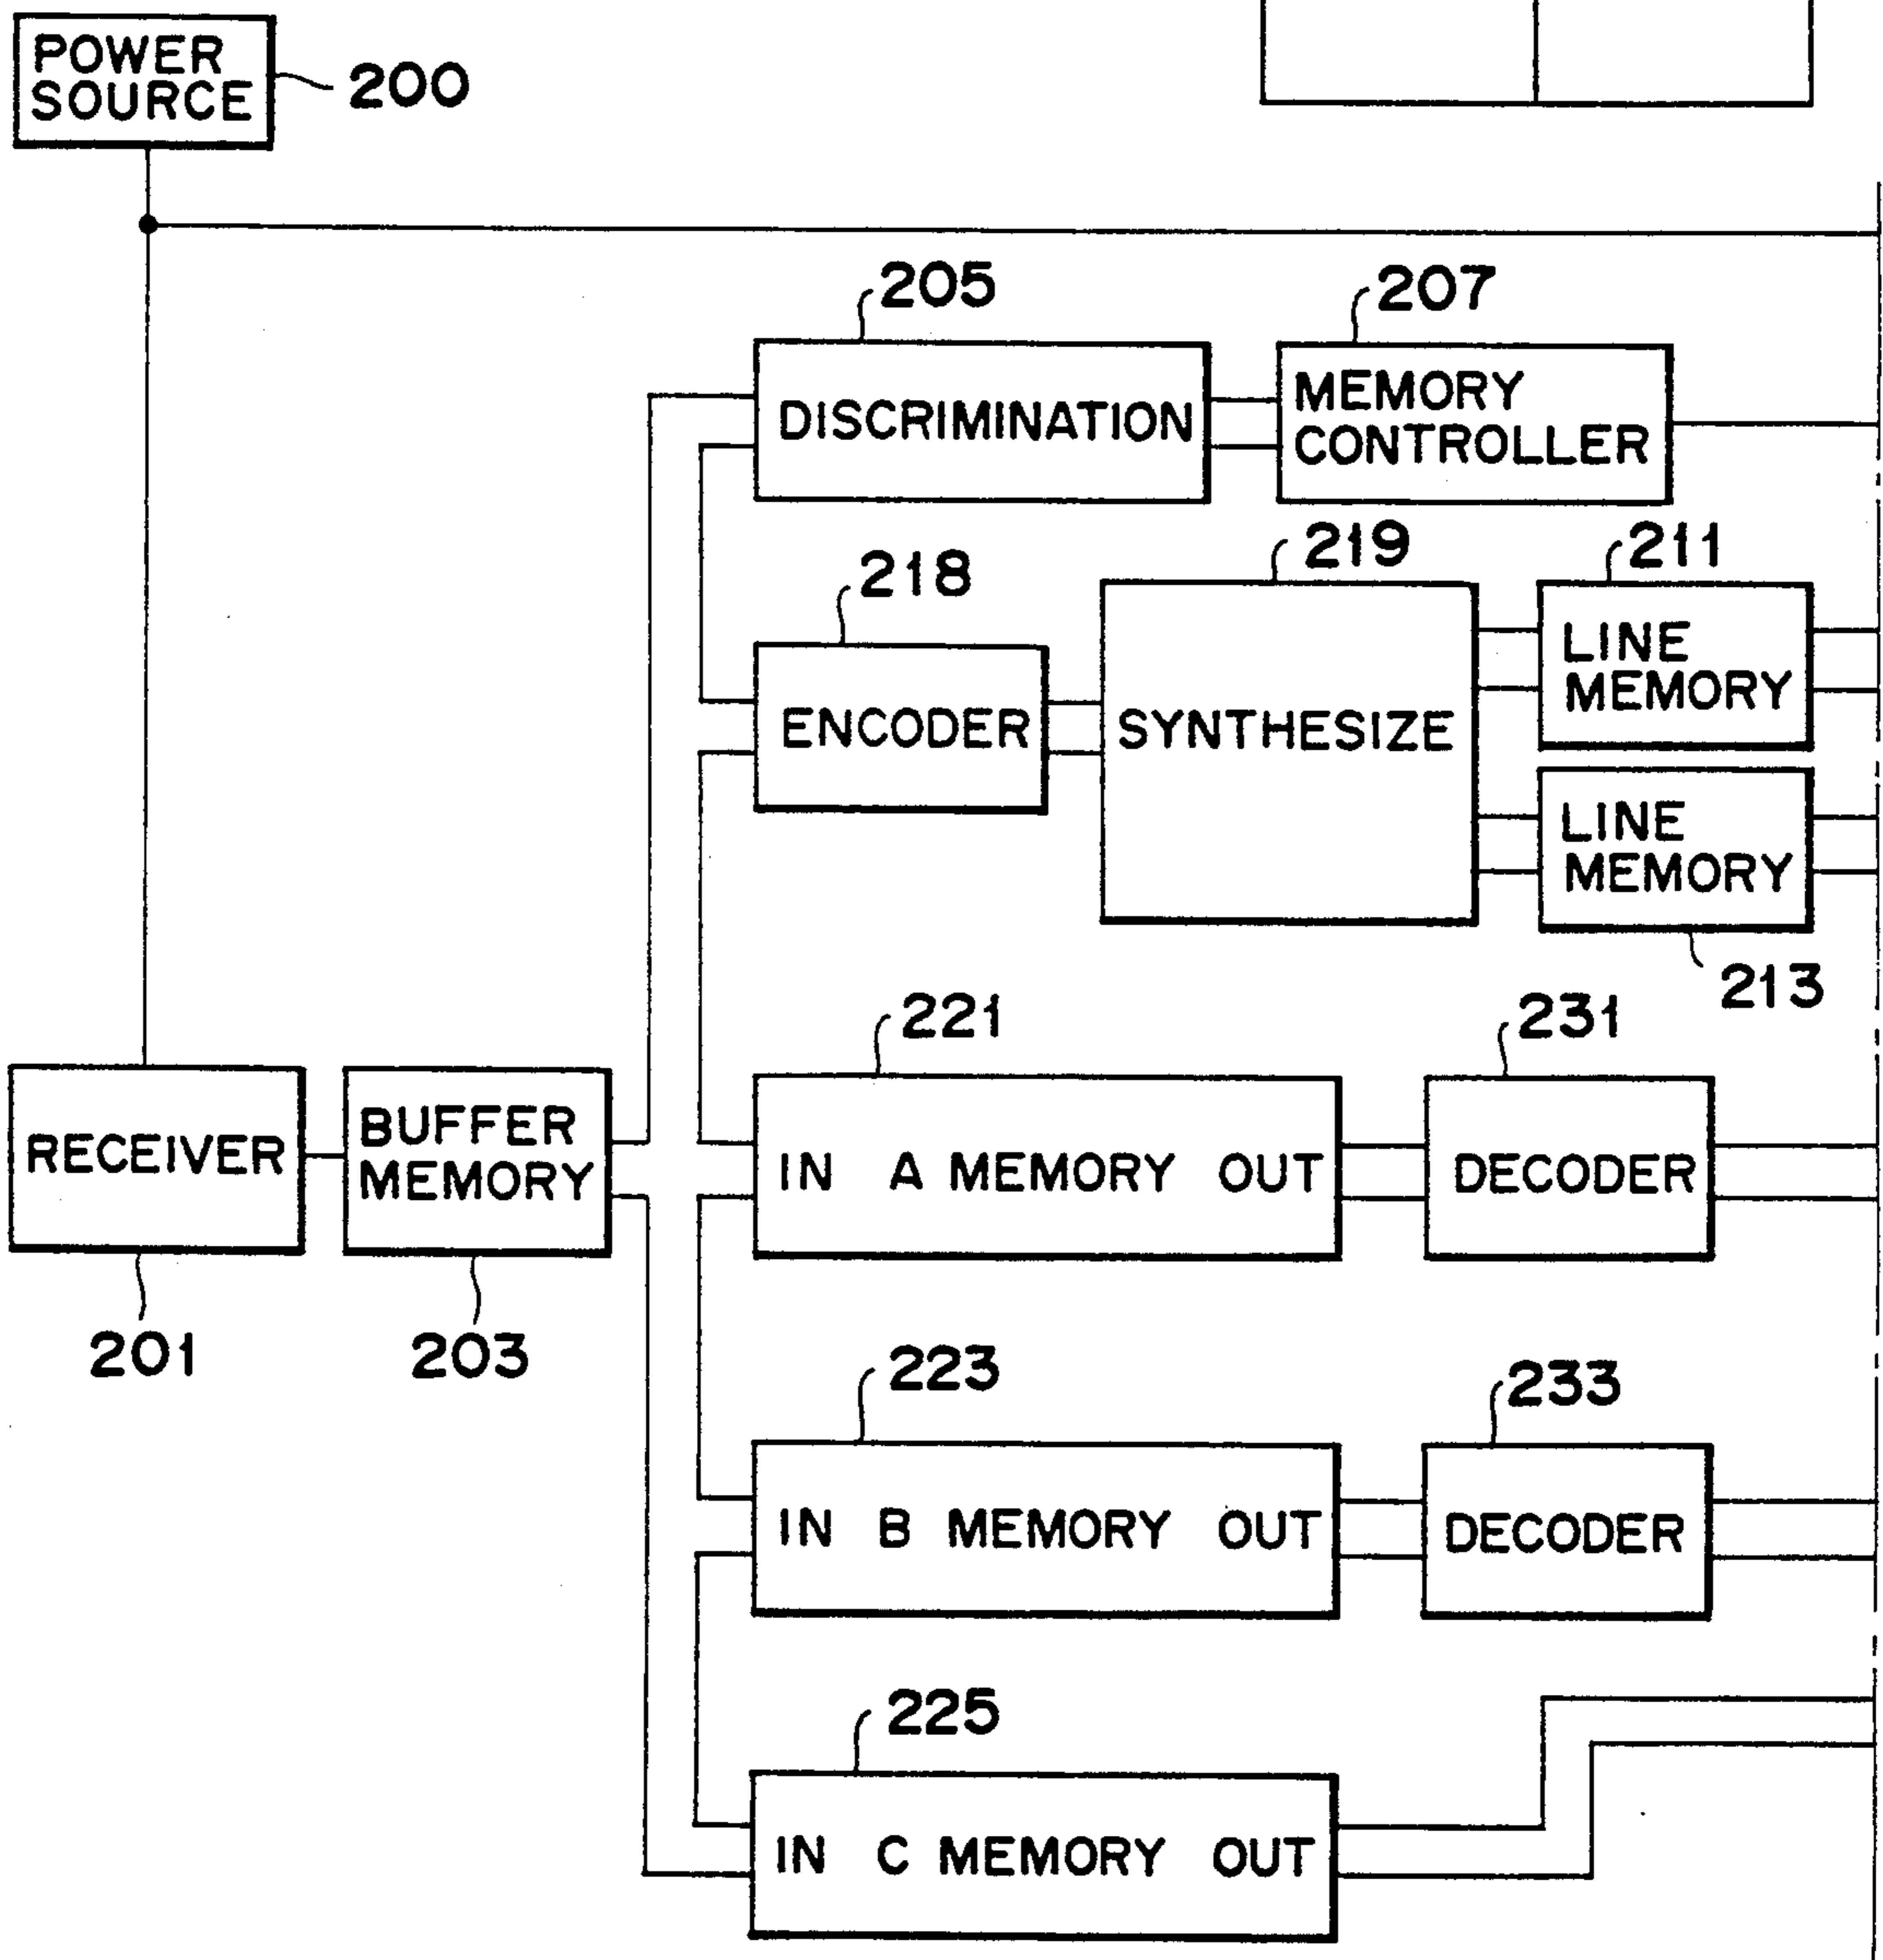 POWER
SOURCE
200
205
207
DISCRIMINATION
MEMORY
CONTROLLER
218
219
211
ENCODER
SYNTHESIZE
LINE
MEMORY
LINE
MEMORY
213
221
231
RECEIVER
BUFFER
MEMORY
IN A MEMORY OUT
DECODER
201
203
223
233
IN B MEMORY OUT
DECODER
225
IN C MEMORY OUT